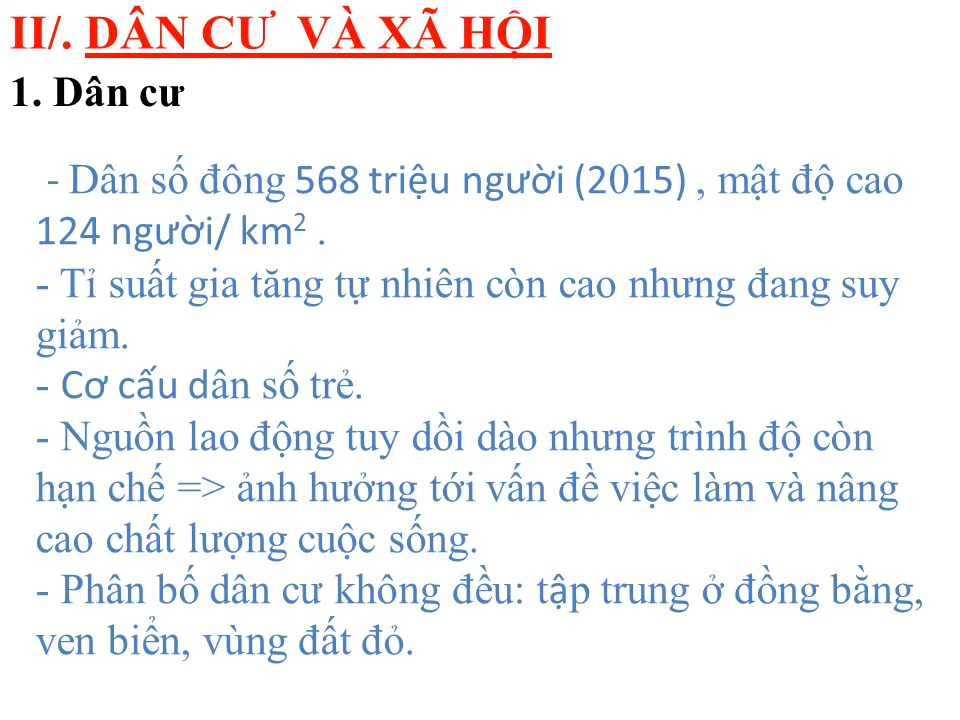 II/. DÂN CƯ VÀ XÃ HỘI
1. Dân cư
- Dân số đông 568 triệu người (2015) , mật độ cao
124 người/ km² .
- Tỉ suất gia tăng tự nhiên còn cao nhưng đang suy
giảm.
- Cơ cấu dân số trẻ.
- Nguồn lao động tuy dồi dào nhưng trình độ còn
hạn chế => ảnh hưởng tới vấn đề việc làm và nâng
cao chất lượng cuộc sống.
- Phân bố dân cư không đều: tập trung ở đồng bằng,
ven biển, vùng đất đỏ.